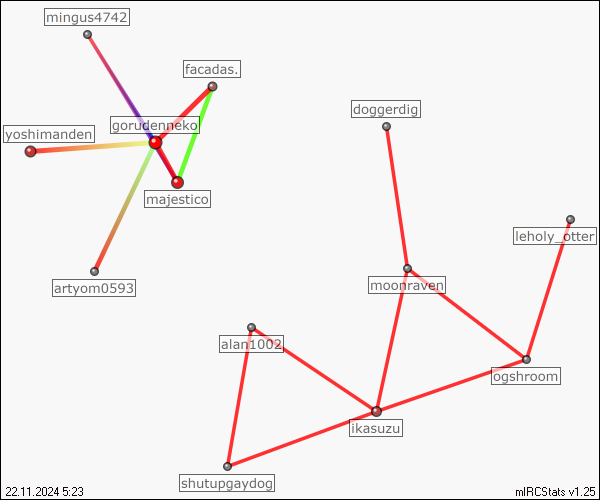 mingus4742
facadas.
doggerdig
gorudenneko
yoshimanden
majestico
leholy_otter
artyom0593
moonraven
alan1002
ogshroom
ikasuzu
shutupgaydog
22.11.2024 5:23
mIRCStats v1.25